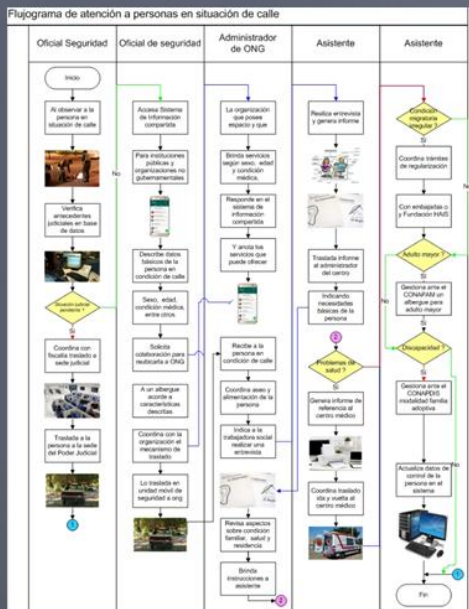 Flujograma de atención a personas en situación de calle
Oficial Seguridad
Oficial de seguridad
Administrador
de ONG
Asistente
Asistente
Inicio
Al observar a la
persona en
situación de calle
Verifica
antecedentes
judiciales en base
de datos
Situación judicial
pendiente ?
Coordina con
fiscalía traslado a
sede judicial
Traslada a la
persona a la sede
del Poder Judicial
1
No
Accesa Sistema
de Información
compartida
Para instituciones
públicas y
organizaciones no
gubernamentales
Describe datos
básicos de la
persona en
condición de calle
Sexo, edad,
condición médica,
entre otros
Solicita
colaboración para
reubicarla a ONG
A un albergue
acorde a
características
descritas
Coordina con la
organización el
mecanismo de
traslado
Lo traslada en
unidad móvil de
seguridad a ong
La organización
que posee
espacio y que
Brinda servicios
según sexo, edad
y condición
médica,
Responde en el
sistema de
información
compartida
Y anota los
servicios que
puede ofrecer
Recibe a la
persona en
condición de calle
Coordina aseo y
alimentación de la
persona
Indica a la
trabajadora social
realizar una
entrevista
Revisa aspectos
sobre condición
familiar, salud y
residencia
Brinda
instrucciones a
asistente
2
Realiza entrevista
y genera informe
Traslada informe
al administrador
del centro
Indicando
necesidades
básicas de la
persona
2
Problemas de
salud ?
No
Si
Genera informe de
referencia al
centro médico
Coordina traslado
ida y vuelta al
centro médico
Condición
migratoria
irregular ?
No
Si
Coordina trámites
de regularización
Con embajadas o
y Fundación HAIS
Adulto mayor ?
No
Si
Gestiona ante el
CONAPAM un
albergue para
adulto mayor
Discapacidad ?
Si
Gestiona ante el
CONAPDIS
modalidad familia
adoptiva
Actualiza datos de
control de la
persona en el
sistema
1
Fin